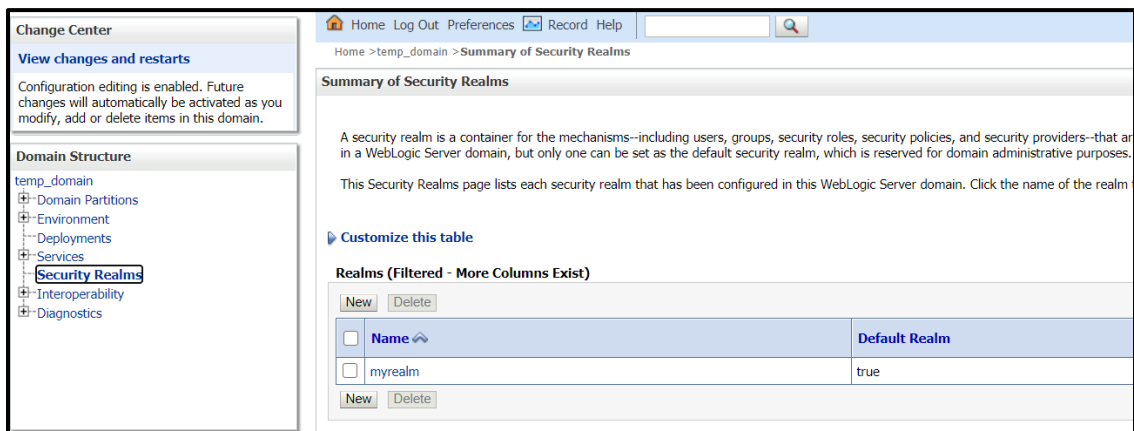 Change Center
View changes and restarts
Configuration editing is enabled. Future
changes will automatically be activated as you
modify, add or delete items in this domain.
Domain Structure
temp_domain
Domain Partitions
Environment
Deployments
Services
Security Realms
Interoperability
Diagnostics
Home Log Out Preferences Record Help
Home >temp_domain >Summary of Security Realms
Summary of Security Realms
A security realm is a container for the mechanisms--including users, groups, security roles, security policies, and security providers--that
in a WebLogic Server domain, but only one can be set as the default security realm, which is reserved for domain administrative purposes.
This Security Realms page lists each security realm that has been configured in this WebLogic Server domain. Click the name of the realm
Customize this table
Realms (Filtered - More Columns Exist)
New Delete
Name Default Realm
myrealm true
New Delete